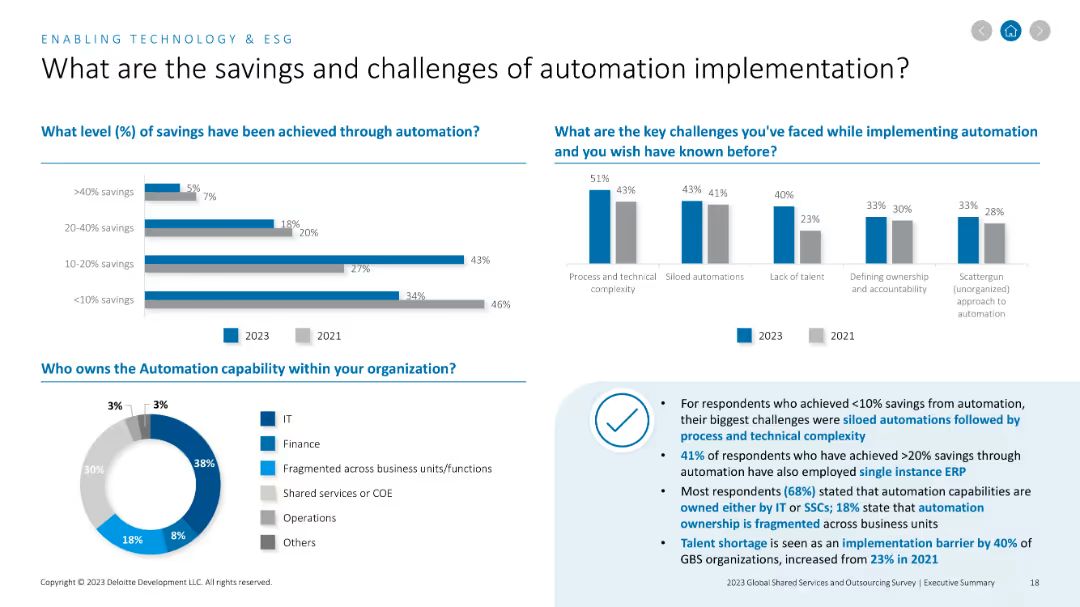 ENABLING TECHNOLOGY & ESG
What are the savings and challenges of automation implementation?
What level (%) of savings have been achieved through automation?
>40% savings
5%
7%
20-40% savings
18%
20%
10-20% savings
43%
27%
<10% savings
34%
46%
2023
2021
What are the key challenges you've faced while implementing automation
and you wish have known before?
51%
43%
43%
41%
40%
23%
33%
30%
33%
28%
Process and technical
complexity
Siloed automations
Lack of talent
Defining ownership
and accountability
Scattergun
(unorganized)
approach to
automation
2023
2021
Who owns the Automation capability within your organization?
3%
3%
38%
30%
18%
8%
IT
Finance
Fragmented across business units/functions
Shared services or COE
Operations
Others
• For respondents who achieved <10% savings from automation,
their biggest challenges were siloed automations followed by
process and technical complexity
• 41% of respondents who have achieved >20% savings through
automation have also employed single instance ERP
• Most respondents (68%) stated that automation capabilities are
owned either by IT or SSCs; 18% state that automation
ownership is fragmented across business units
• Talent shortage is seen as an implementation barrier by 40% of
GBS organizations, increased from 23% in 2021
Copyright © 2023 Deloitte Development LLC. All rights reserved.
2023 Global Shared Services and Outsourcing Survey | Executive Summary
18